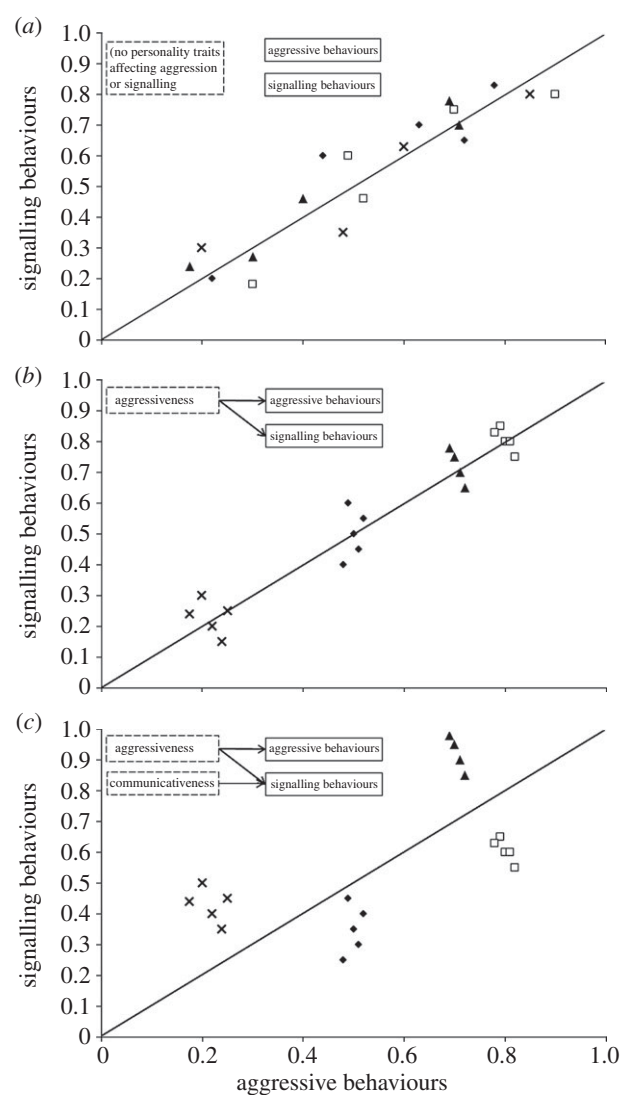 (a)
1.0
0.9
0.8
0.7
0.6
0.5
0.4
0.3
0.2
0.1
0
signalling behaviours
(no personality traits
affecting aggression
or signalling
aggressive behaviours
signalling behaviours
(b)
1.0
0.9
0.8
0.7
0.6
0.5
0.4
0.3
0.2
0.1
0
signalling behaviours
aggressiveness
aggressive behaviours
signalling behaviours
(c)
1.0
0.9
0.8
0.7
0.6
0.5
0.4
0.3
0.2
0.1
0
signalling behaviours
aggressiveness
aggressive behaviours
communicativeness
signalling behaviours
0 0.2 0.4 0.6 0.8 1.0
aggressive behaviours